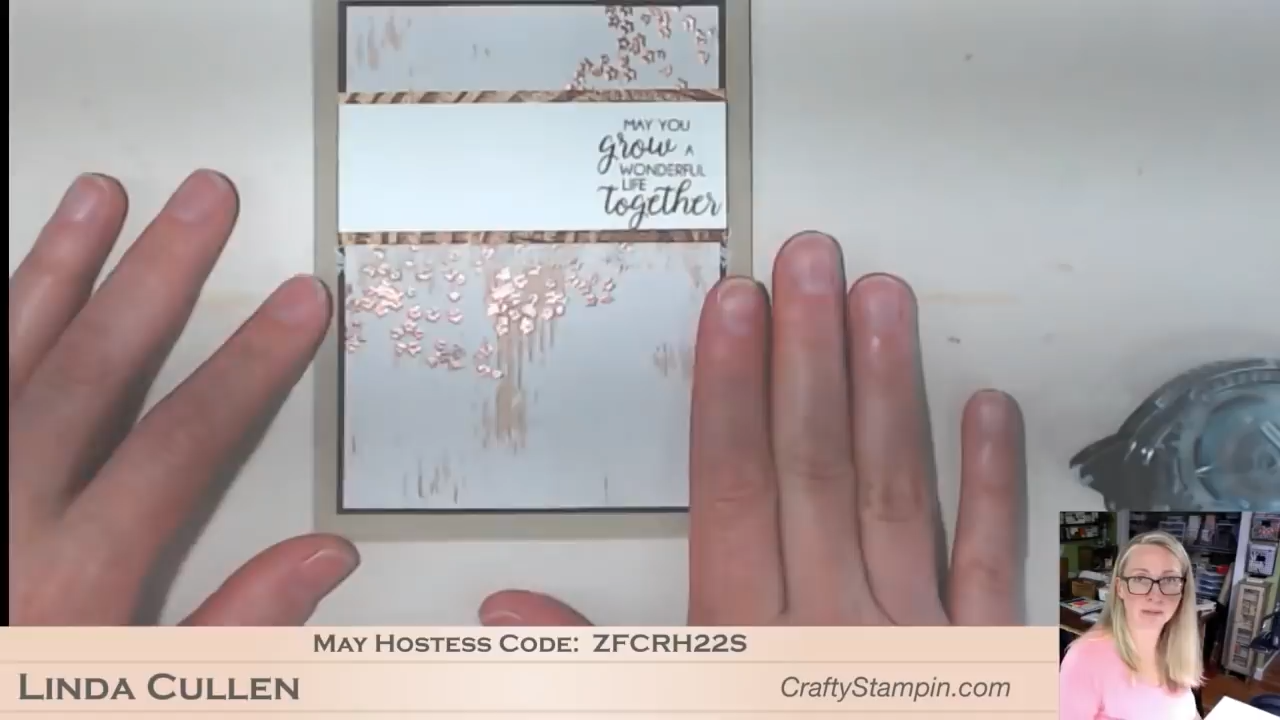 MAY YOU
grow A
WONDERFUL
LIFE
together
MAY HOSTESS CODE: ZFCRH22S
LINDA CULLEN
CraftyStampin.com